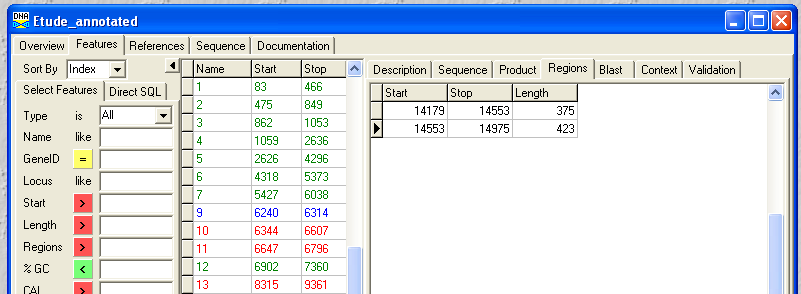 DNA Etude_annotated
Overview Features References Sequence Documentation
Sort By Index
Select Features Direct SQL
Type is All
Name like
GeneID =
Locus like
Start >
Length >
Regions >
% GC <
CAI >
Name Start Stop
1 83 466
2 475 849
3 862 1053
4 1059 2636
5 2626 4296
6 4318 5373
7 5427 6038
9 6240 6314
10 6344 6607
11 6647 6796
12 6902 7360
13 8315 9361
Description Sequence Product Regions Blast Context Validation
Start Stop Length
14179 14553 375
14553 14975 423